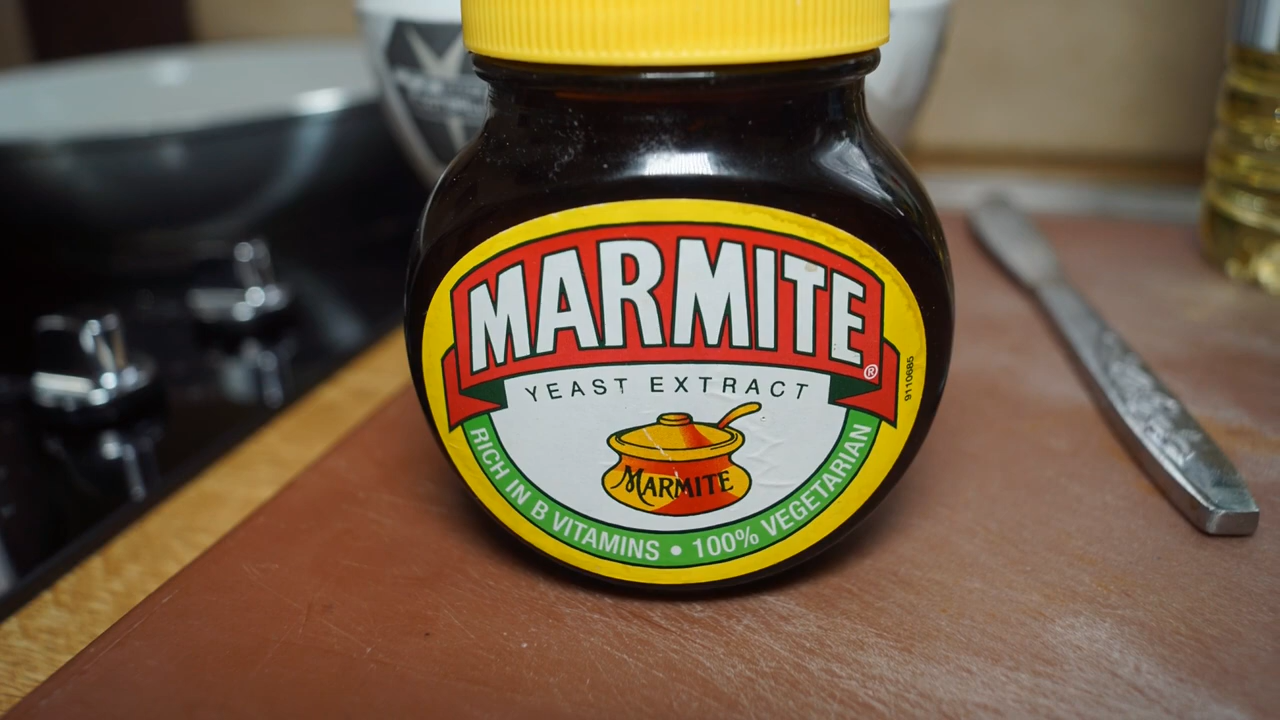 MARMITE®
YEAST EXTRACT
MARMITE
RICH IN B VITAMINS • 100% VEGETARIAN
9110685